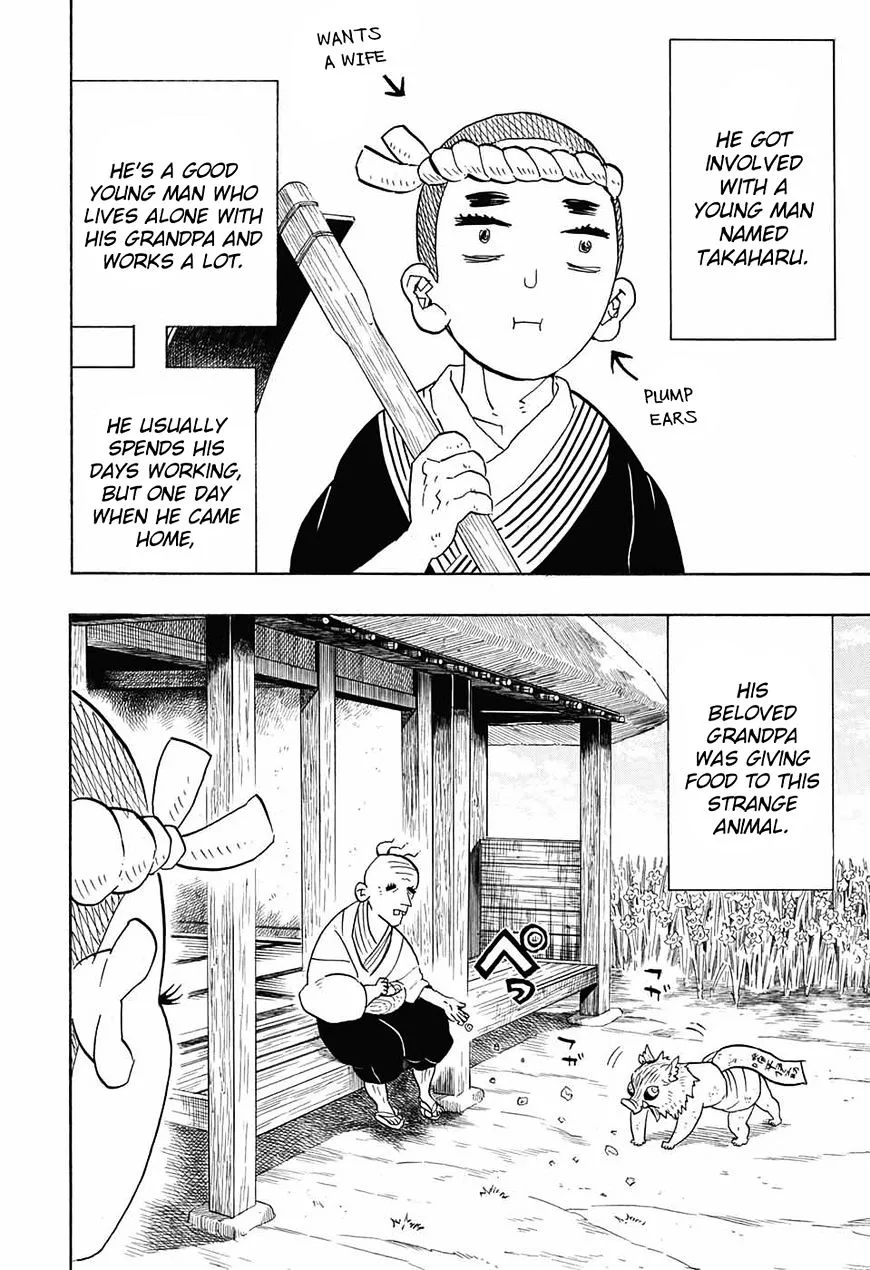 HE GOT
INVOLVED
WITH A
YOUNG MAN
NAMED
TAKAHARU.
WANTS
A WIFE
PLUMP
EARS
HE'S A GOOD
YOUNG MAN WHO
LIVES ALONE WITH
HIS GRANDPA AND
WORKS A LOT.
HE USUALLY
SPENDS HIS
DAYS WORKING,
BUT ONE DAY
WHEN HE CAME
HOME,
HIS
BELOVED
GRANDPA
WAS GIVING
FOOD TO THIS
STRANGE
ANIMAL.
ペっ